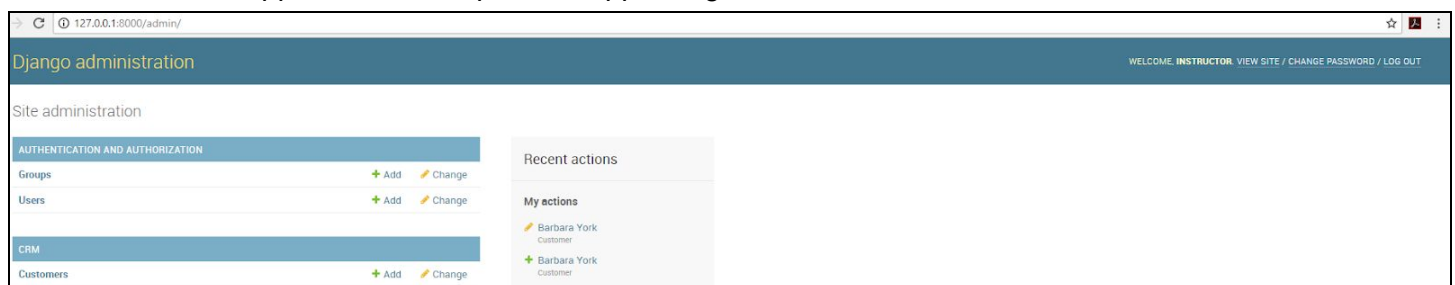 127.0.0.1:8000/admin/
Django administration
WELCOME, INSTRUCTOR. VIEW SITE / CHANGE PASSWORD / LOG OUT
Site administration
AUTHENTICATION AND AUTHORIZATION
Groups + Add Change
Users + Add Change
CRM
Customers + Add Change
Recent actions
My actions
Barbara York
Customer
+ Barbara York
Customer